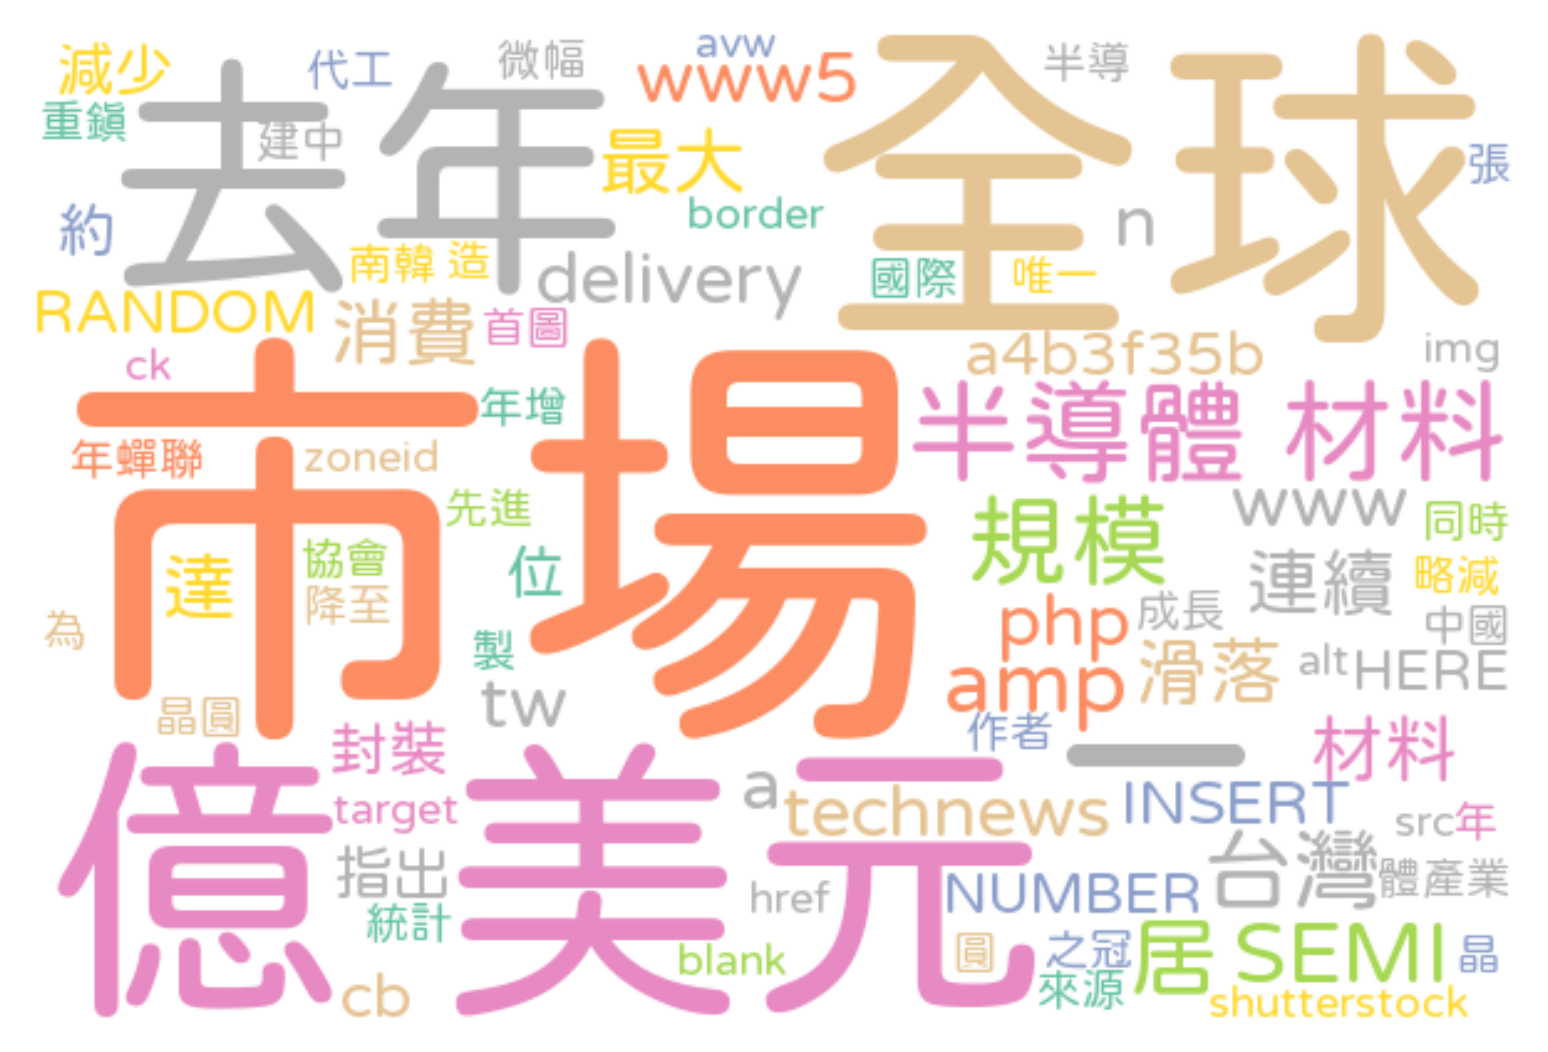 減少
代工
微幅
avw
www5
半導
去年
全球
重鎮
建中
最大
張
約
border
n
南韓
造
delivery
國際
唯一
RANDOM
消費
首圖
ck
a4b3f35b
img
市場
年增
半導體
材料
年蟬聯
zoneid
先進
規模
www
同時
達
協會
位
連續
略減
為
降至
製
php
成長
中國
tw
amp
滑落
alt
HERE
晶圓
封裝
作者
一
材料
億美元
target
a
technews
INSERT
src
年
指出
href
NUMBER
台灣
體產業
統計
blank
圓
之冠
居
SEMI
晶
cb
來源
shutterstock